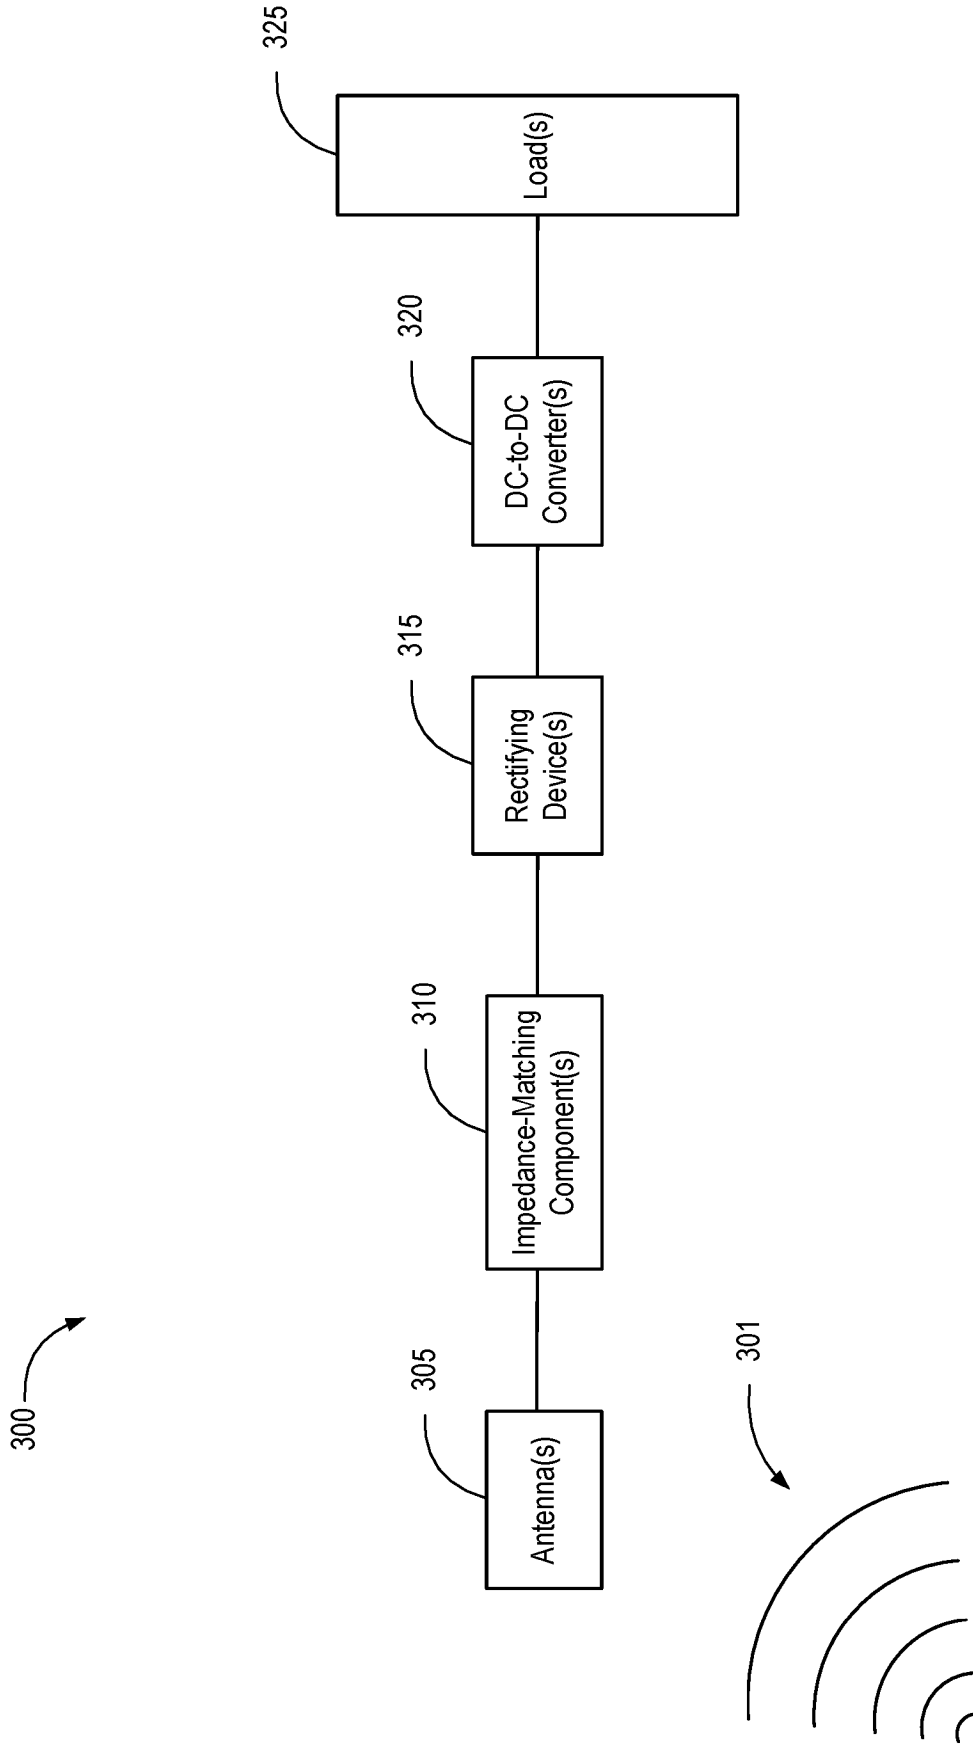 300
305
310
315
320
325
Antenna(s)
Impedance-Matching
Component(s)
Rectifying
Device(s)
DC-to-DC
Converter(s)
Load(s)
301